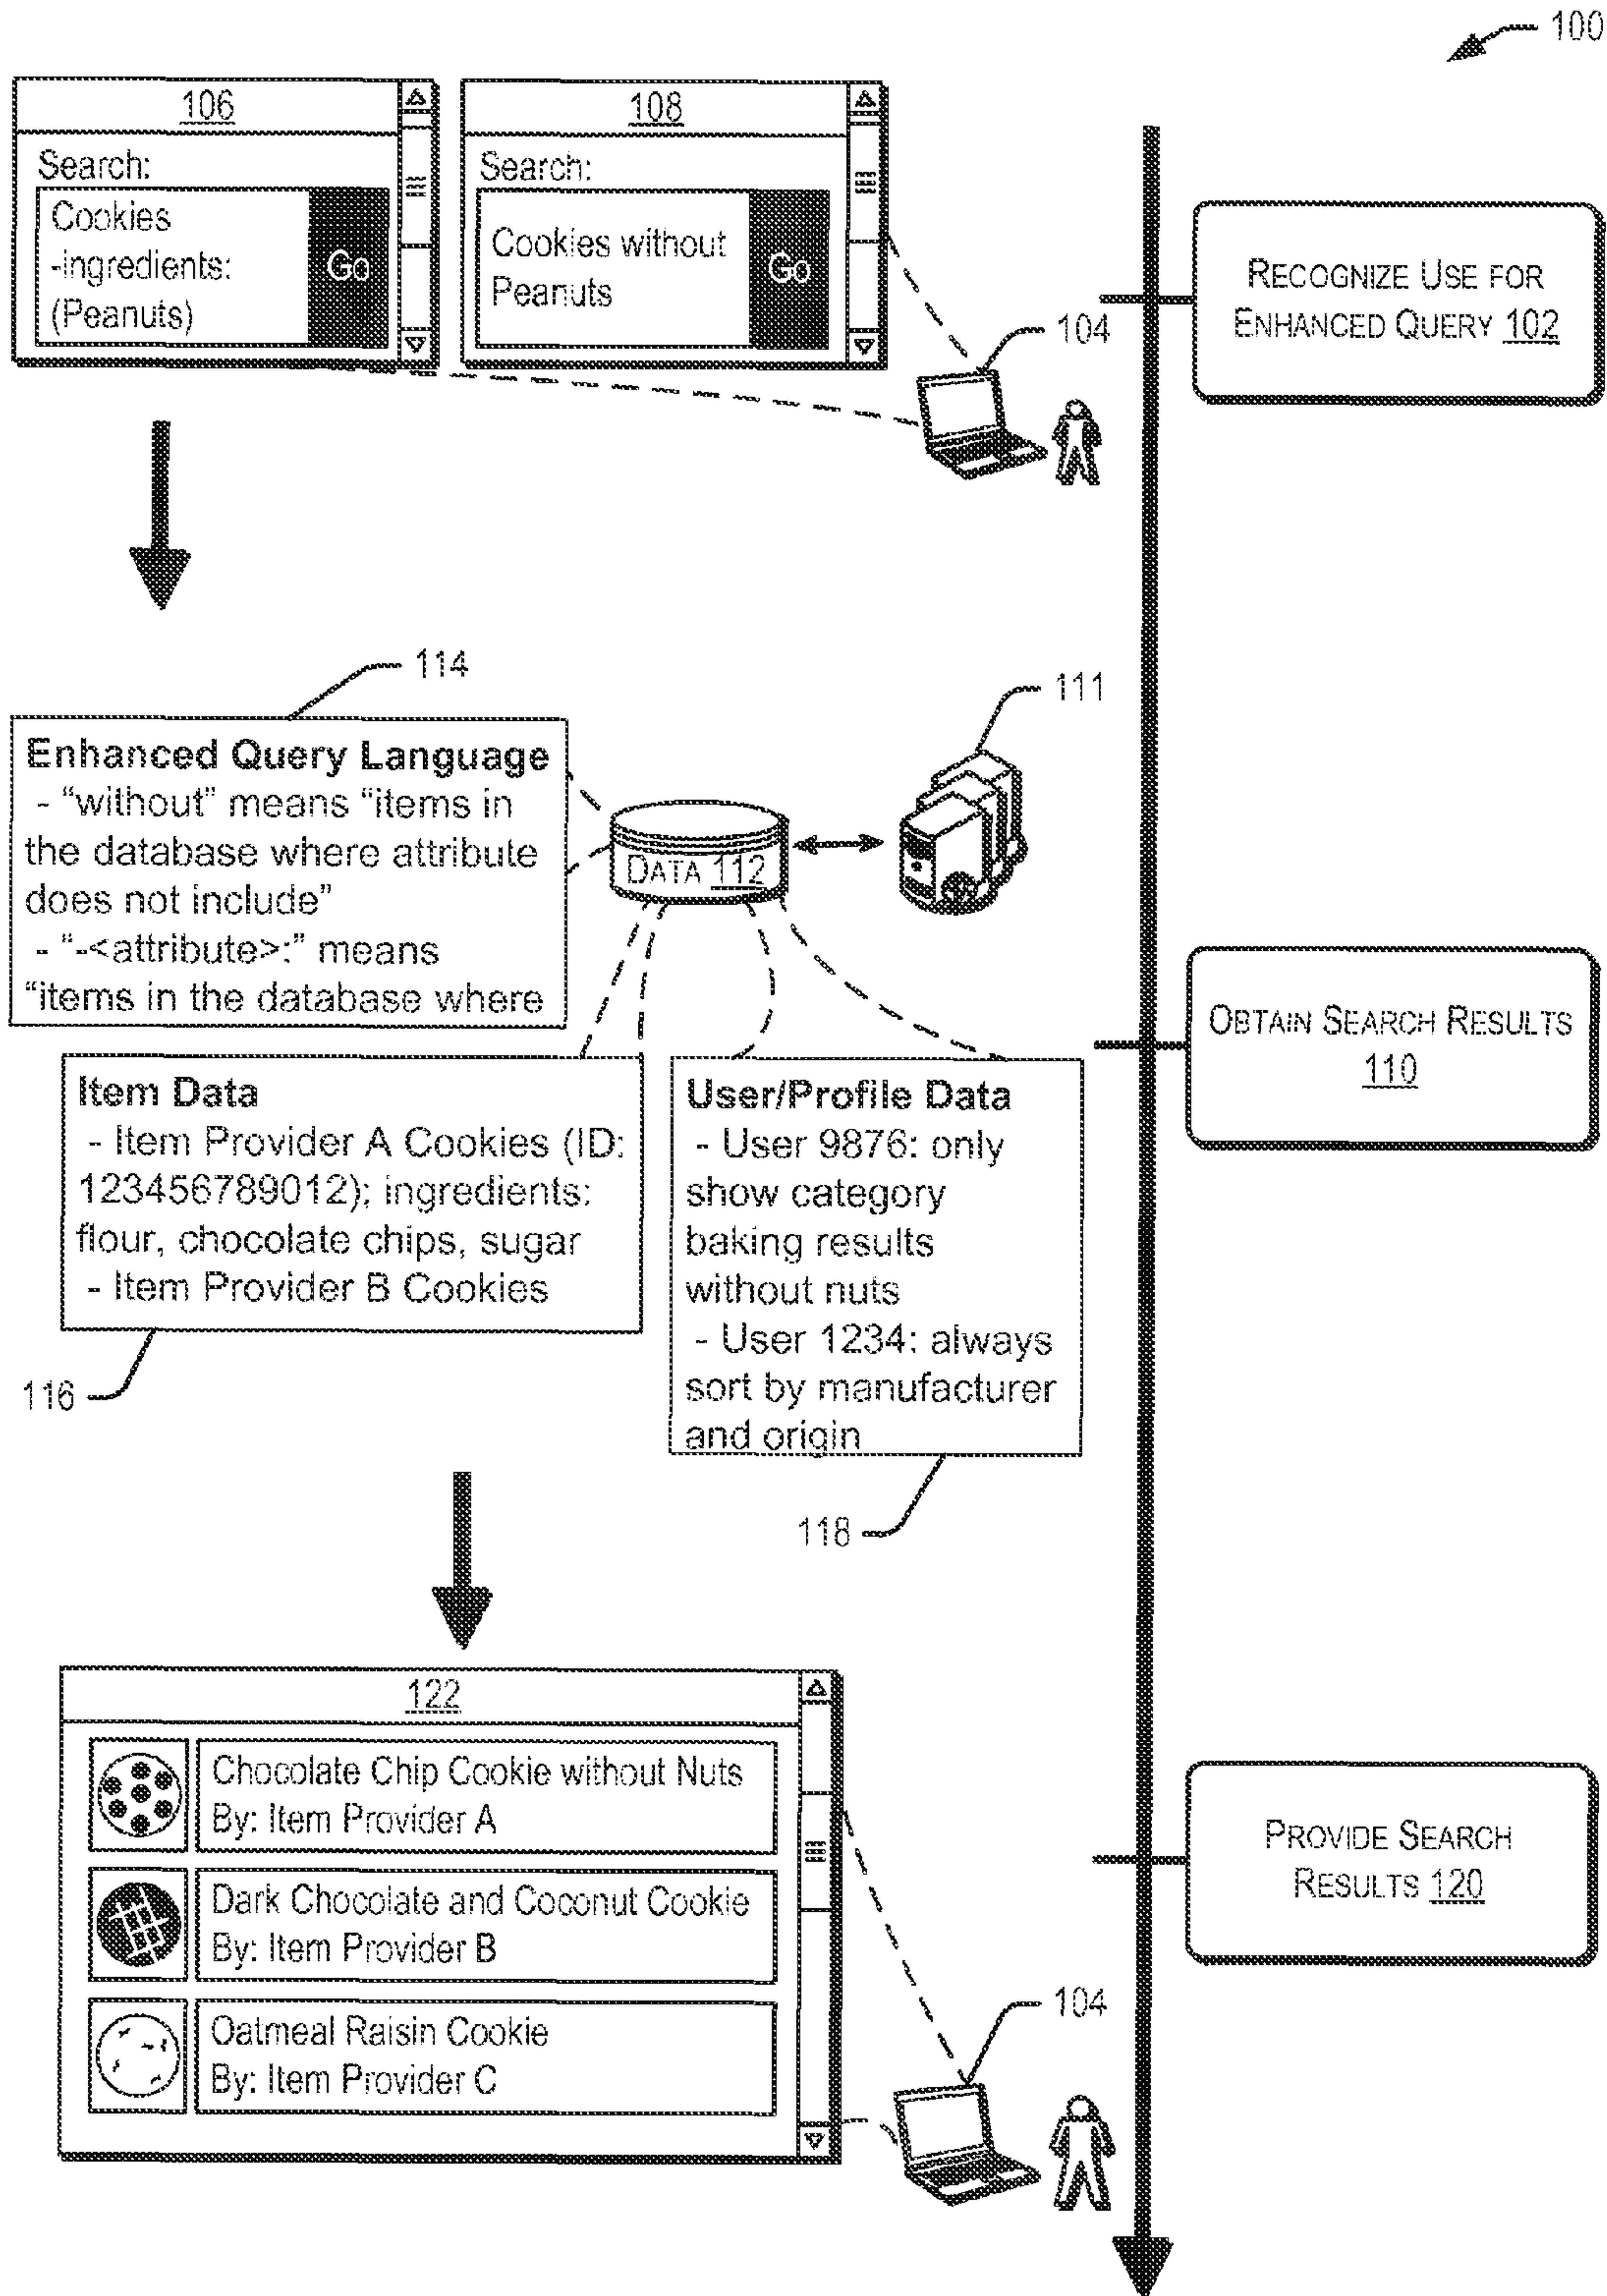 100
106
Search:
Cookies
-ingredients:
(Peanuts)
Go
108
Search:
Cookies without
Peanuts
Go
104
RECOGNIZE USE FOR
ENHANCED QUERY 102
114
Enhanced Query Language
- “without” means “items in
the database where attribute
does not include”
- “-<attribute>:” means
“items in the database where
DATA 112
111
OBTAIN SEARCH RESULTS
110
Item Data
- Item Provider A Cookies (ID:
123456789012); ingredients:
flour, chocolate chips, sugar
- Item Provider B Cookies
116
User/Profile Data
- User 9876: only
show category
baking results
without nuts
- User 1234: always
sort by manufacturer
and origin
118
122
Chocolate Chip Cookie without Nuts
By: Item Provider A
Dark Chocolate and Coconut Cookie
By: Item Provider B
Oatmeal Raisin Cookie
By: Item Provider C
104
PROVIDE SEARCH
RESULTS 120